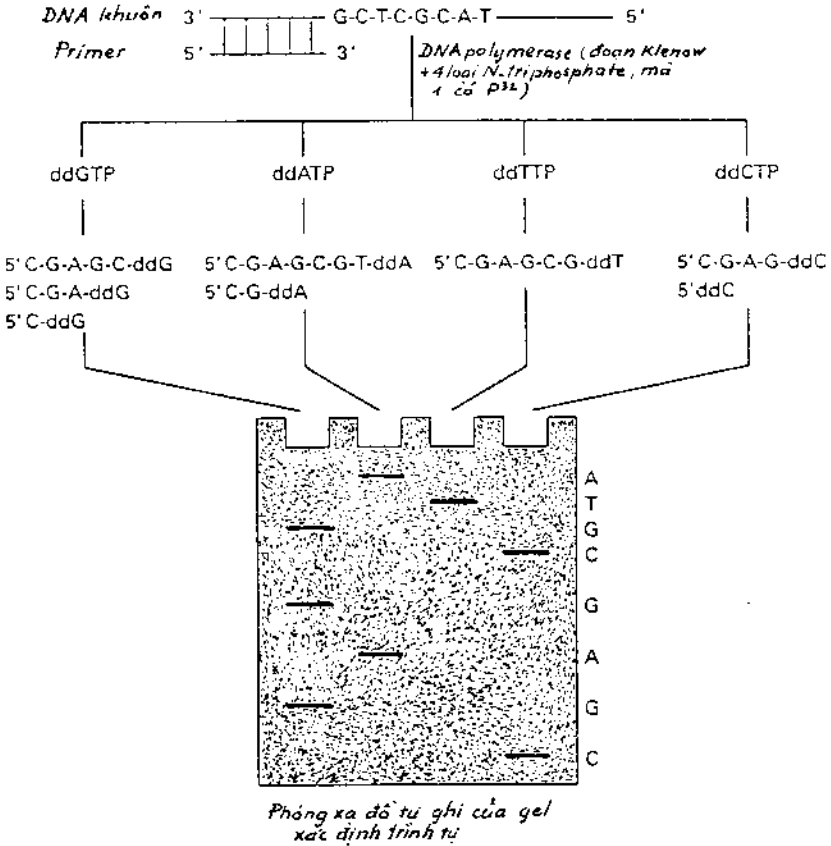 DNA khuôn 3' G-C-T-C-G-C-A-T 5'
Primer 5' 3'
DNA polymerase (đoạn Klenow
+4 loại N-triphosphate, mà
1 có P³²)
ddGTP ddATP ddTTP ddCTP
5'C-G-A-G-C-ddG 5'C-G-A-G-C-G-T-ddA 5'C-G-A-G-C-G-ddT 5'C-G-A-G-ddC
5'C-G-A-ddG 5'C-G-ddA 5'ddC
5'C-ddG
A
T
G
C
G
A
G
C
Phóng xạ đồ tự ghi của gel
xác định trình tự